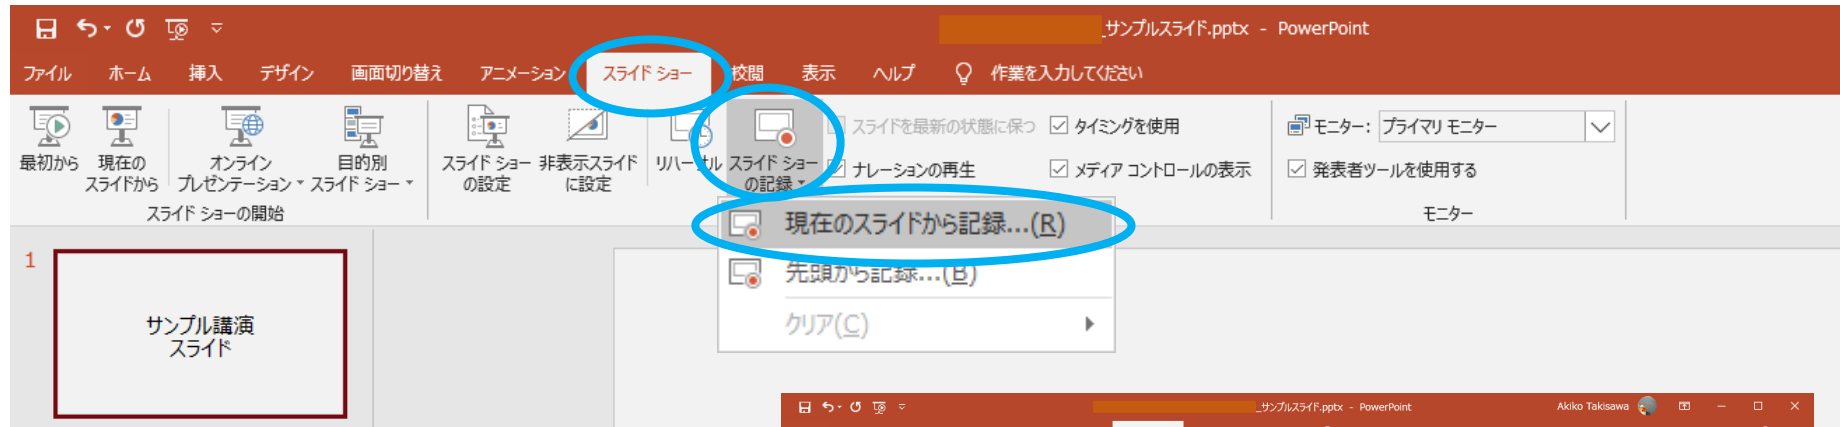 _サンプルスライド.pptx - PowerPoint
ファイル ホーム 挿入 デザイン 画面切り替え アニメーション スライド ショー 校閲 表示 ヘルプ 作業を入力してください
最初から
現在の
スライドから
オンライン
プレゼンテーション
目的別
スライド ショー
スライド ショーの開始
スライド ショー
の設定
非表示スライド
に設定
リハーサル
スライド ショー
の記録
スライドを最新の状態に保つ
タイミングを使用
ナレーションの再生
メディア コントロールの表示
モニター: プライマリ モニター
発表者ツールを使用する
モニター
現在のスライドから記録...(R)
先頭から記録...(B)
クリア(C)
1
サンプル講演
スライド
_サンプルスライド.pptx - PowerPoint
Akiko Takisawa